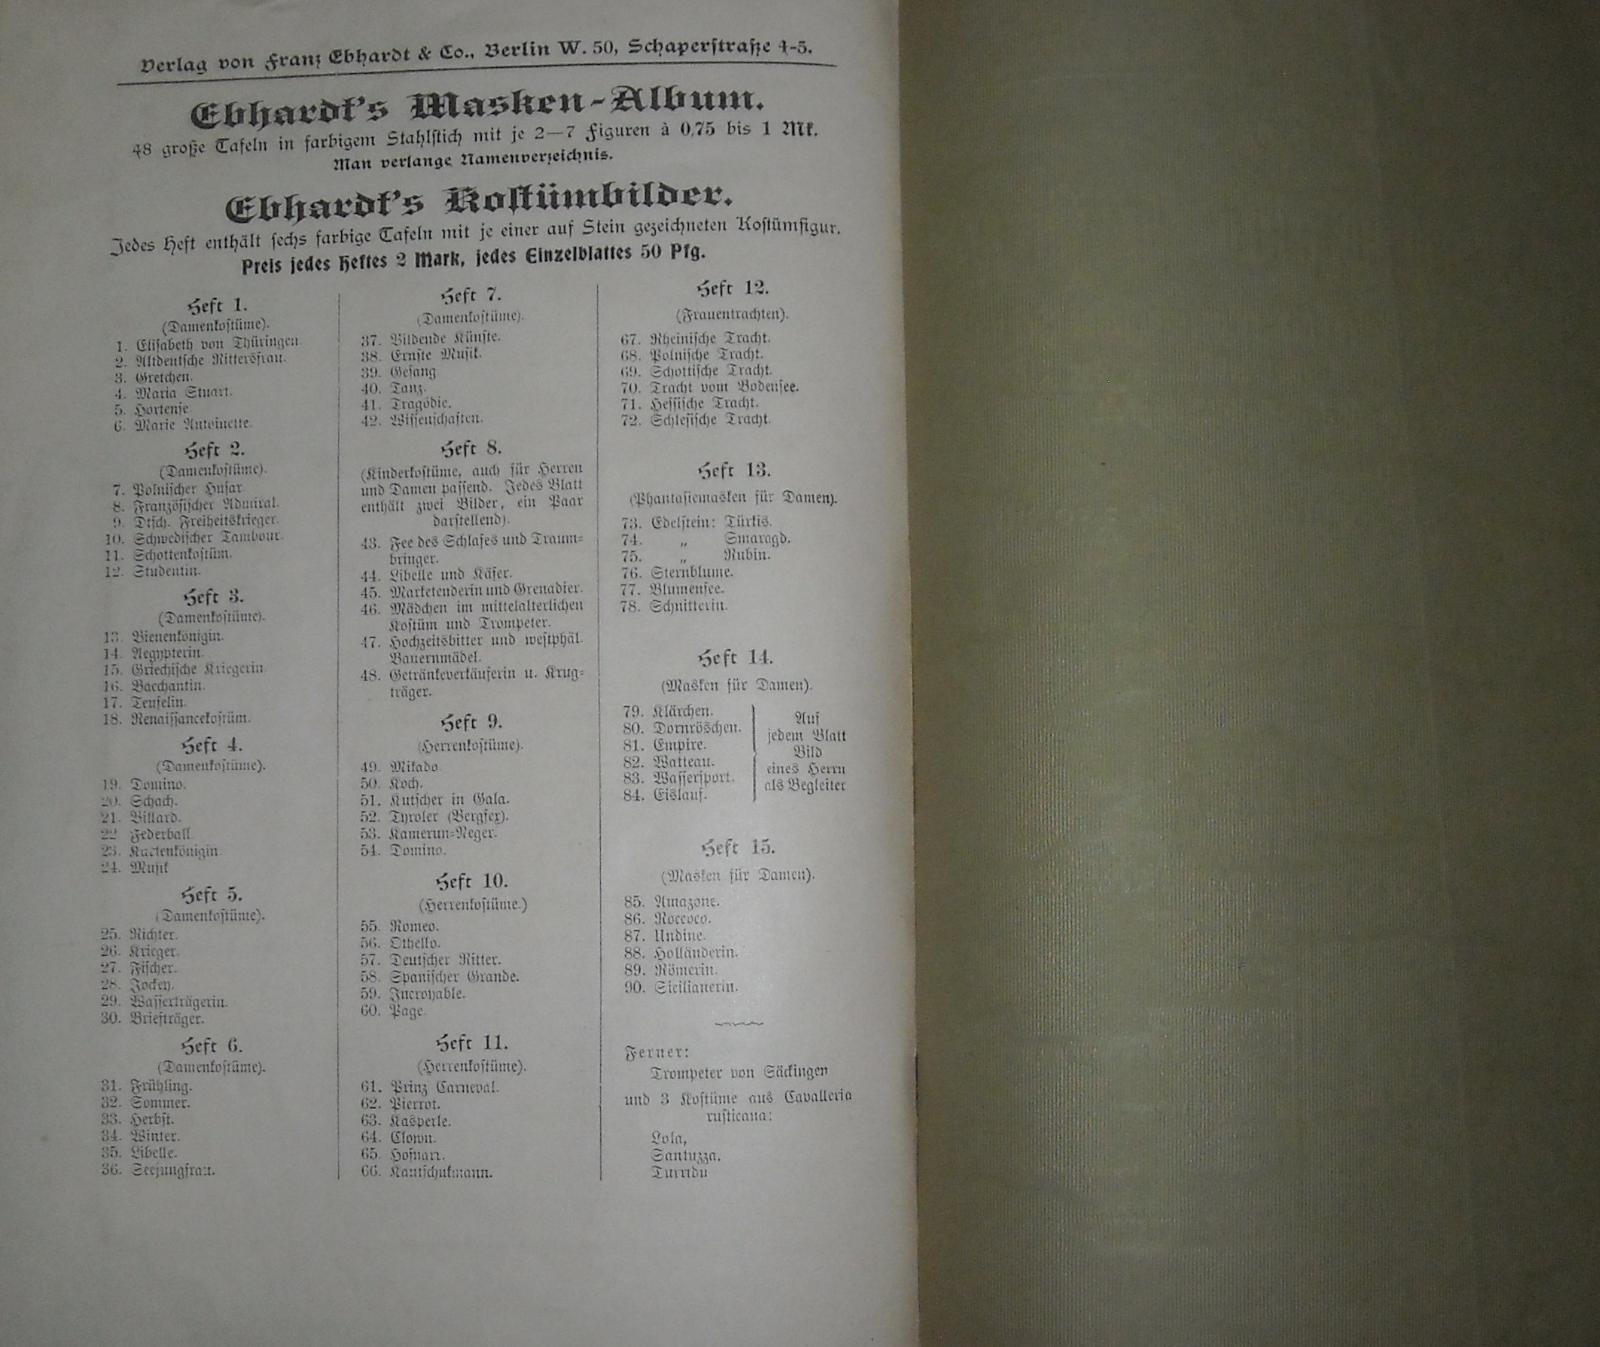 Verlag von Franz Ebhardt & Co., Berlin W. 50, Schaperstraße 4-5.
Ebhardt's Masken-Album.
48 große Tafeln in farbigem Stahlstich mit je 2—7 Figuren à 0,75 bis 1 Mk.
Man verlange Namenverzeichnis.
Ebhardt's Kostümbilder.
Jedes Heft enthält sechs farbige Tafeln mit je einer auf Stein gezeichneten Kostümfigur.
Preis jedes Heftes 2 Mark, jedes Einzelblattes 50 Pfg.
Heft 1.
(Damenkostüme).
1. Elisabeth von Thüringen
2. Altdeutsche Rittersfrau.
3. Gretchen.
4. Maria Stuart.
5. Hortense
6. Marie Antoinette.
Heft 2.
(Damenkostüme).
7. Polnischer Husar
8. Französischer Admiral.
9. Dtsch. Freiheitskrieger.
10. Schwedischer Tambour.
11. Schottenkostüm.
12. Studentin.
Heft 3.
(Damenkostüme).
13. Bienenkönigin.
14. Aegypterin.
15. Griechische Kriegerin
16. Bacchantin.
17. Teufelin.
18. Renaissancekostüm.
Heft 4.
(Damenkostüme).
19. Domino.
20. Schach.
21. Billard.
22 Federball
23. Kartenkönigin
24. Musik
Heft 5.
(Damenkostüme).
25. Richter.
26. Krieger.
27. Fischer.
28. Jockey.
29. Wasserträgerin.
30. Briefträger.
Heft 6.
(Damenkostüme).
31. Frühling.
32. Sommer.
33. Herbst.
34. Winter.
35. Libelle.
36. Seejungfrau.
Heft 7.
(Damenkostüme).
37. Bildende Künste.
38. Ernste Musik.
39. Gesang
40. Tanz.
41. Tragödie.
42. Wissenschaften.
Heft 8.
(Kinderkostüme, auch für Herren
und Damen passend. Jedes Blatt
enthält zwei Bilder, ein Paar
darstellend).
43. Fee des Schlafes und Traum-
bringer.
44. Libelle und Käfer.
45. Marketenderin und Grenadier.
46. Mädchen im mittelalterlichen
Kostüm und Trompeter.
47. Hochzeitsbitter und westphäl.
Bauernmädel.
48. Getränkeverkäuferin u. Krug-
träger.
Heft 9.
(Herrenkostüme).
49. Mikado
50. Koch.
51. Kutscher in Gala.
52. Tyroler (Bergfex).
53. Kamerun-Neger.
54. Domino.
Heft 10.
(Herrenkostüme.)
55. Romeo.
56. Othello.
57. Deutscher Ritter.
58. Spanischer Grande.
59. Incroyable.
60. Page
Heft 11.
(Herrenkostüme).
61. Prinz Carneval.
62. Pierrot.
63. Kasperle.
64. Clown.
65. Hofnarr.
66. Kautschukmann.
Heft 12.
(Frauentrachten).
67. Rheinische Tracht.
68. Polnische Tracht.
69. Schottische Tracht.
70. Tracht vom Bodensee.
71. Hessische Tracht.
72. Schlesische Tracht.
Heft 13.
(Phantasiemasken für Damen).
73. Edelstein: Türkis.
74. „ Smaragd.
75. „ Rubin.
76. Sternblume.
77. Blumenfee.
78. Schnitterin.
Heft 14.
(Masken für Damen).
79. Klärchen.
80. Dornröschen.
81. Empire.
82. Watteau.
83. Wassersport.
84. Eislauf.
Auf
jedem Blatt
Bild
eines Herrn
als Begleiter
Heft 15.
(Masken für Damen).
85. Amazone.
86. Roccoco.
87. Undine.
88. Holländerin.
89. Römerin.
90. Sicilianerin.
Ferner:
Trompeter von Säckingen
und 3 Kostüme aus Cavalleria
rusticana:
Lola,
Santuzza.
Turridu